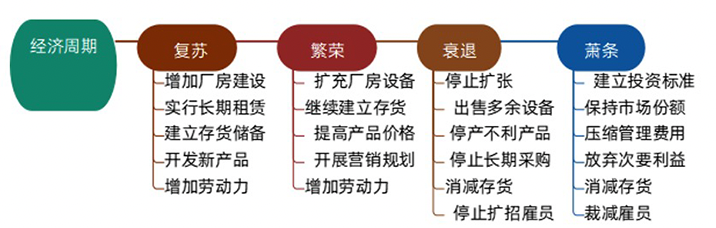 经济周期
复苏
增加厂房建设
实行长期租赁
建立存货储备
开发新产品
增加劳动力
繁荣
扩充厂房设备
继续建立存货
提高产品价格
开展营销规划
增加劳动力
衰退
停止扩张
出售多余设备
停产不利产品
停止长期采购
消减存货
停止扩招雇员
萧条
建立投资标准
保持市场份额
压缩管理费用
放弃次要利益
消减存货
裁减雇员